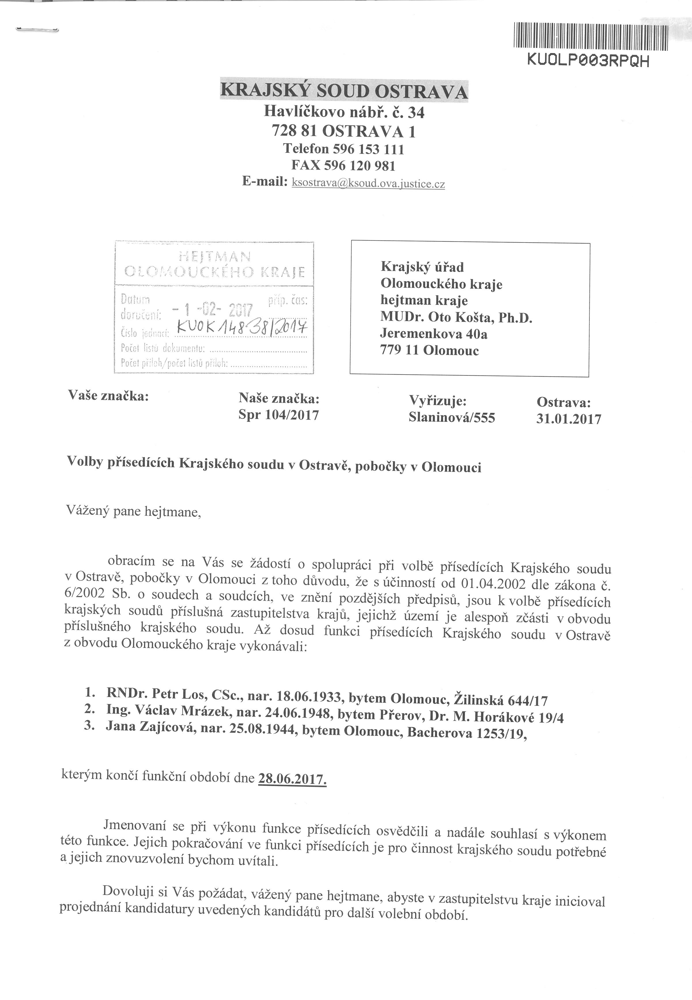 KUOLP003RPQH
KRAJSKÝ SOUD OSTRAVA
Havlíčkovo nábř. č. 34
728 81 OSTRAVA 1
Telefon 596 153 111
FAX 596 120 981
E-mail: ksostrava@ksoud.ova.justice.cz
HEJTMAN
OLOMOUCKÉHO KRAJE
Datum doručení: - 1 -02- 2017 příp. čas:
Číslo jednací: KUOK 14838/2017
Počet listů dokumentu:
Počet příloh/počet listů příloh:
Krajský úřad
Olomouckého kraje
hejtman kraje
MUDr. Oto Košta, Ph.D.
Jeremenkova 40a
779 11 Olomouc
Vaše značka: Naše značka: Vyřizuje: Ostrava:
Spr 104/2017 Slaninová/555 31.01.2017
Volby přísedících Krajského soudu v Ostravě, pobočky v Olomouci
Vážený pane hejtmane,
obracím se na Vás se žádostí o spolupráci při volbě přísedících Krajského soudu
v Ostravě, pobočky v Olomouci z toho důvodu, že s účinností od 01.04.2002 dle zákona č.
6/2002 Sb. o soudech a soudcích, ve znění pozdějších předpisů, jsou k volbě přísedících
krajských soudů příslušná zastupitelstva krajů, jejichž území je alespoň zčásti v obvodu
příslušného krajského soudu. Až dosud funkci přísedících Krajského soudu v Ostravě
z obvodu Olomouckého kraje vykonávali:
1. RNDr. Petr Los, CSc., nar. 18.06.1933, bytem Olomouc, Žilinská 644/17
2. Ing. Václav Mrázek, nar. 24.06.1948, bytem Přerov, Dr. M. Horákové 19/4
3. Jana Zajícová, nar. 25.08.1944, bytem Olomouc, Bacherova 1253/19,
kterým končí funkční období dne 28.06.2017.
Jmenovaní se při výkonu funkce přísedících osvědčili a nadále souhlasí s výkonem
této funkce. Jejich pokračování ve funkci přísedících je pro činnost krajského soudu potřebné
a jejich znovuzvolení bychom uvítali.
Dovoluji si Vás požádat, vážený pane hejtmane, abyste v zastupitelstvu kraje inicioval
projednání kandidatury uvedených kandidátů pro další volební období.